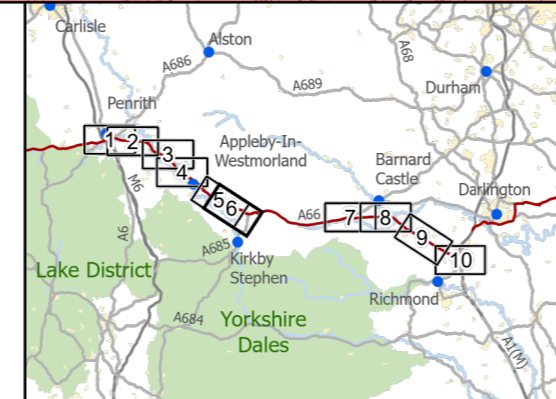 Carlisle
Alston
A68
A686
A689
Durham
Penrith
1
2
3
4
5
6
7
8
9
10
Appleby-In-
Westmorland
Barnard
Castle
Darlington
M6
A66
A6
A685
Kirkby
Stephen
Lake District
Richmond
A684
Yorkshire
Dales
A1(M)